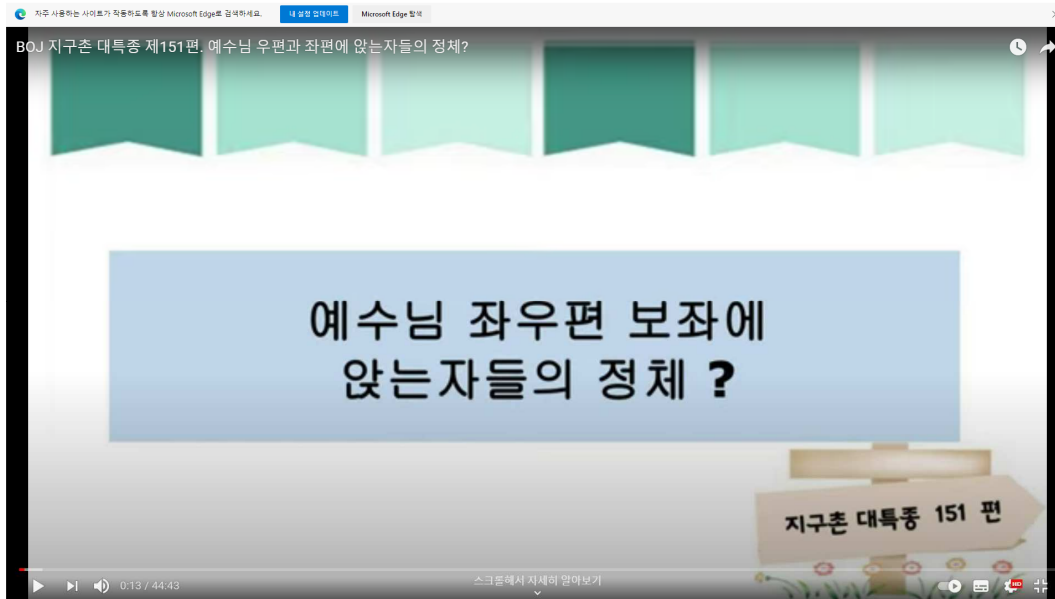 자주 사용하는 사이트가 작동하도록 항상 Microsoft Edge로 검색하세요. 내 설정 업데이트 Microsoft Edge 탐색
BOJ 지구촌 대특종 제151편. 예수님 우편과 좌편에 앉는자들의 정체?
예수님 좌우편 보좌에
앉는자들의 정체 ?
지구촌 대특종 151 편
스크롤해서 자세히 알아보기
0:13 / 44:43
HD